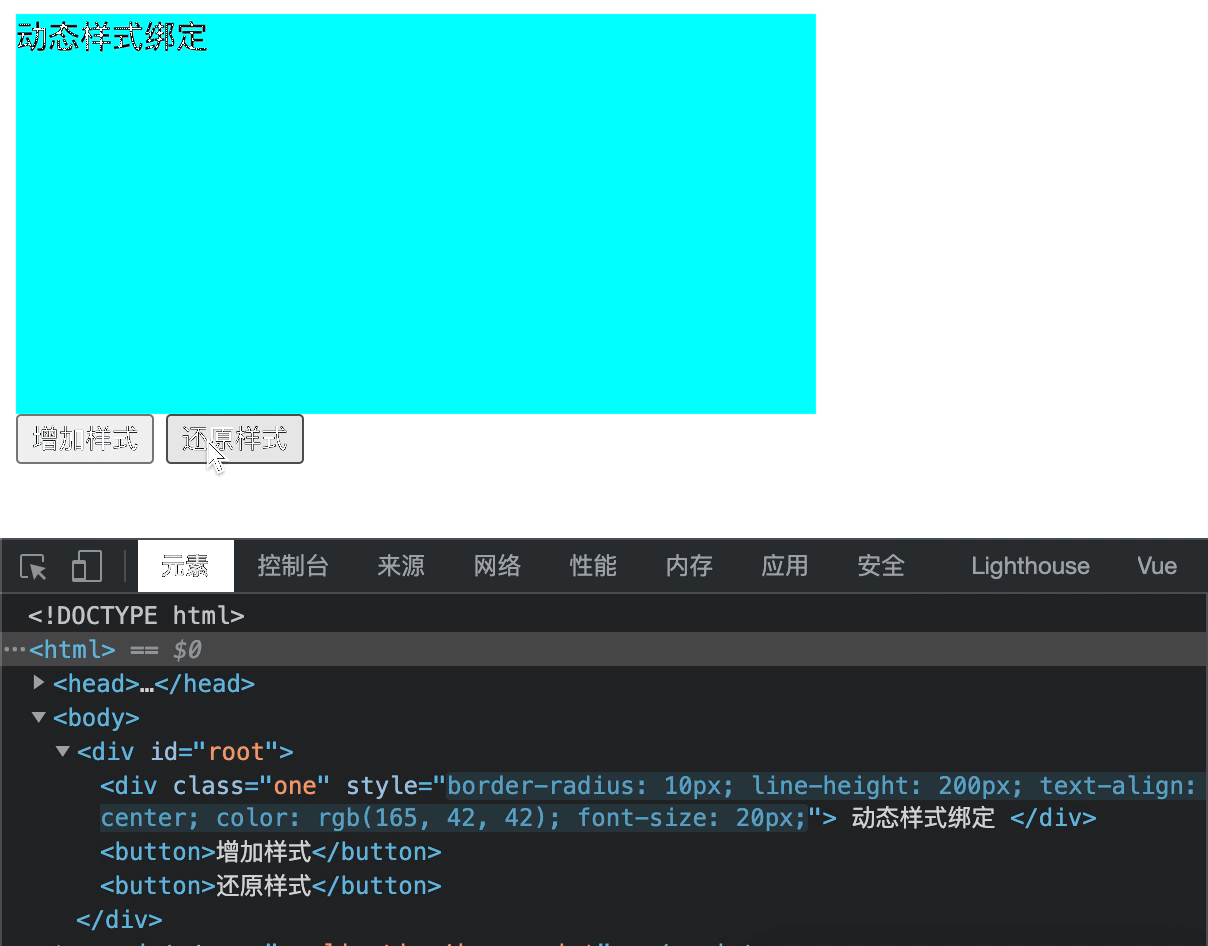 动态样式绑定
增加样式 还原样式
元素 控制台 来源 网络 性能 内存 应用 安全 Lighthouse Vue
<!DOCTYPE html>
···<html> == $0
▶<head>…</head>
▼<body>
▼<div id="root">
<div class="one" style="border-radius: 10px; line-height: 200px; text-align:
center; color: rgb(165, 42, 42); font-size: 20px;"> 动态样式绑定 </div>
<button>增加样式</button>
<button>还原样式</button>
</div>